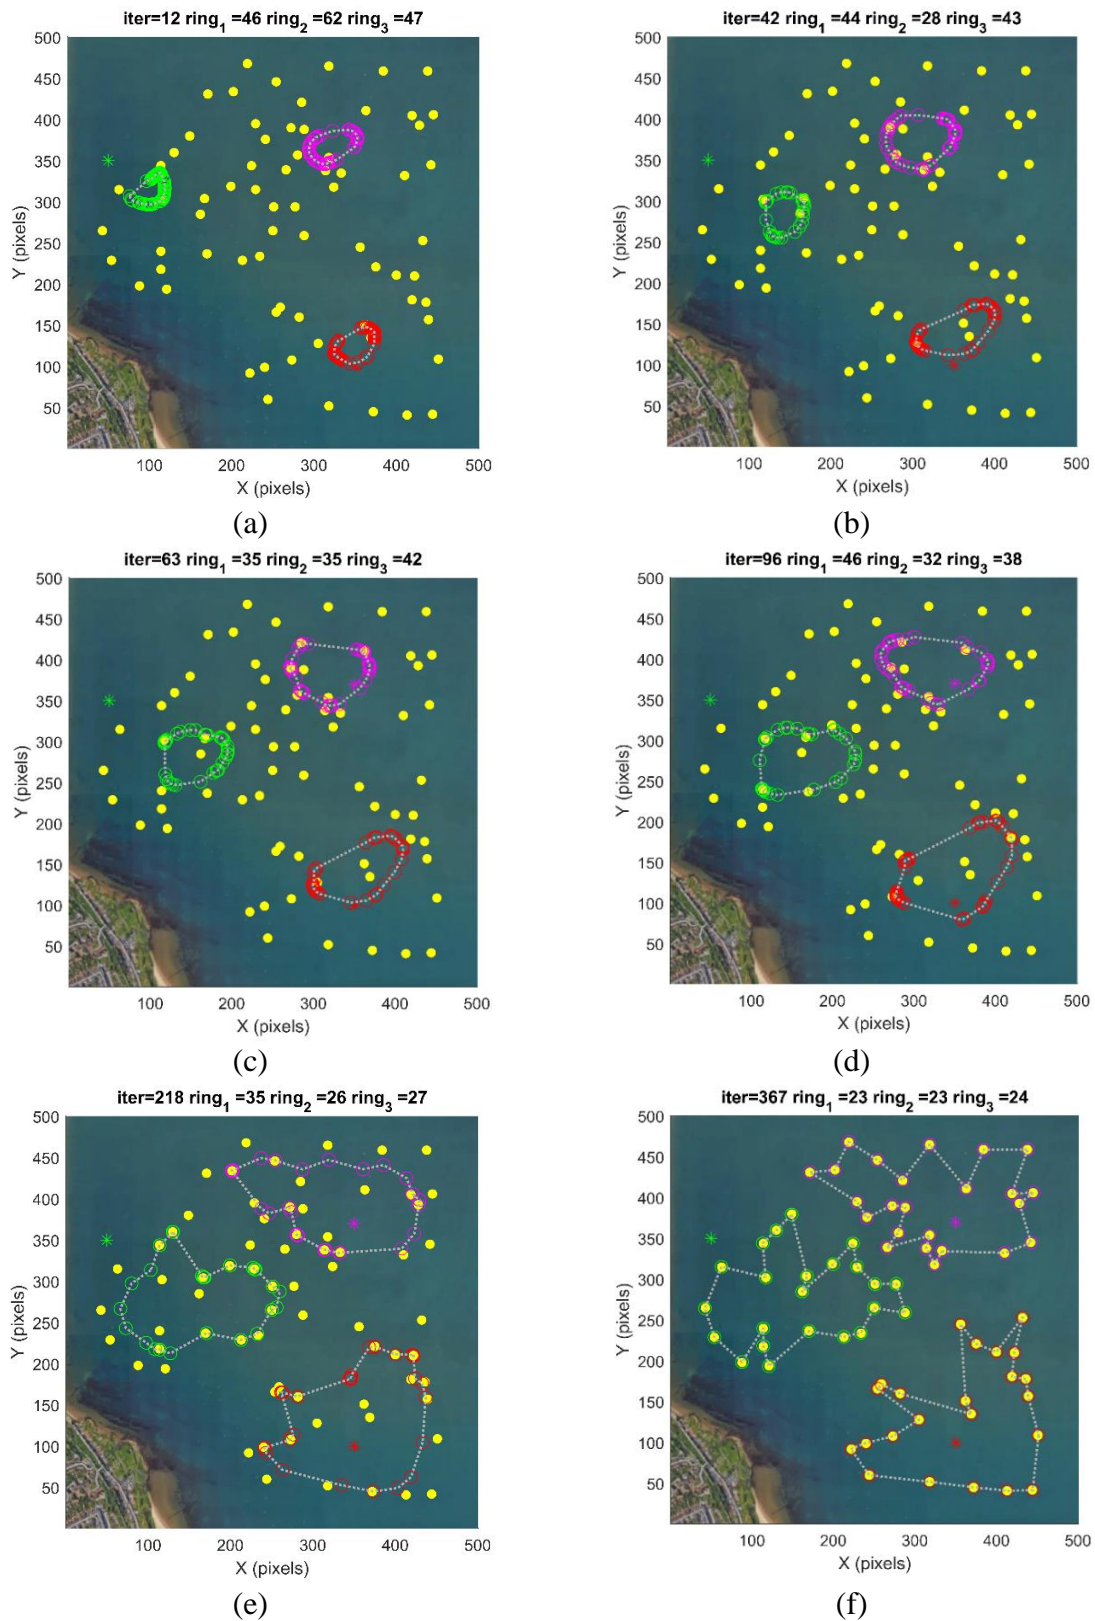 iter=12 ring1 =46 ring2 =62 ring3 =47
500
450
400
350
300
250
200
150
100
50
Y (pixels)
100 200 300 400 500
X (pixels)
(a)
iter=42 ring1 =44 ring2 =28 ring3 =43
500
450
400
350
300
250
200
150
100
50
Y (pixels)
100 200 300 400 500
X (pixels)
(b)
iter=63 ring1 =35 ring2 =35 ring3 =42
500
450
400
350
300
250
200
150
100
50
Y (pixels)
100 200 300 400 500
X (pixels)
(c)
iter=96 ring1 =46 ring2 =32 ring3 =38
500
450
400
350
300
250
200
150
100
50
Y (pixels)
100 200 300 400 500
X (pixels)
(d)
iter=218 ring1 =35 ring2 =26 ring3 =27
500
450
400
350
300
250
200
150
100
50
Y (pixels)
100 200 300 400 500
X (pixels)
(e)
iter=367 ring1 =23 ring2 =23 ring3 =24
500
450
400
350
300
250
200
150
100
50
Y (pixels)
100 200 300 400 500
X (pixels)
(f)